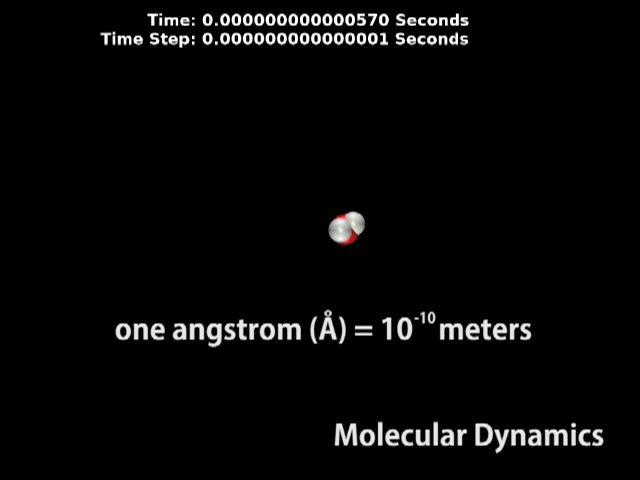 Time: 0.000000000000570 Seconds
Time Step: 0.000000000000001 Seconds
one angstrom (Å) = 10⁻¹⁰ meters
Molecular Dynamics